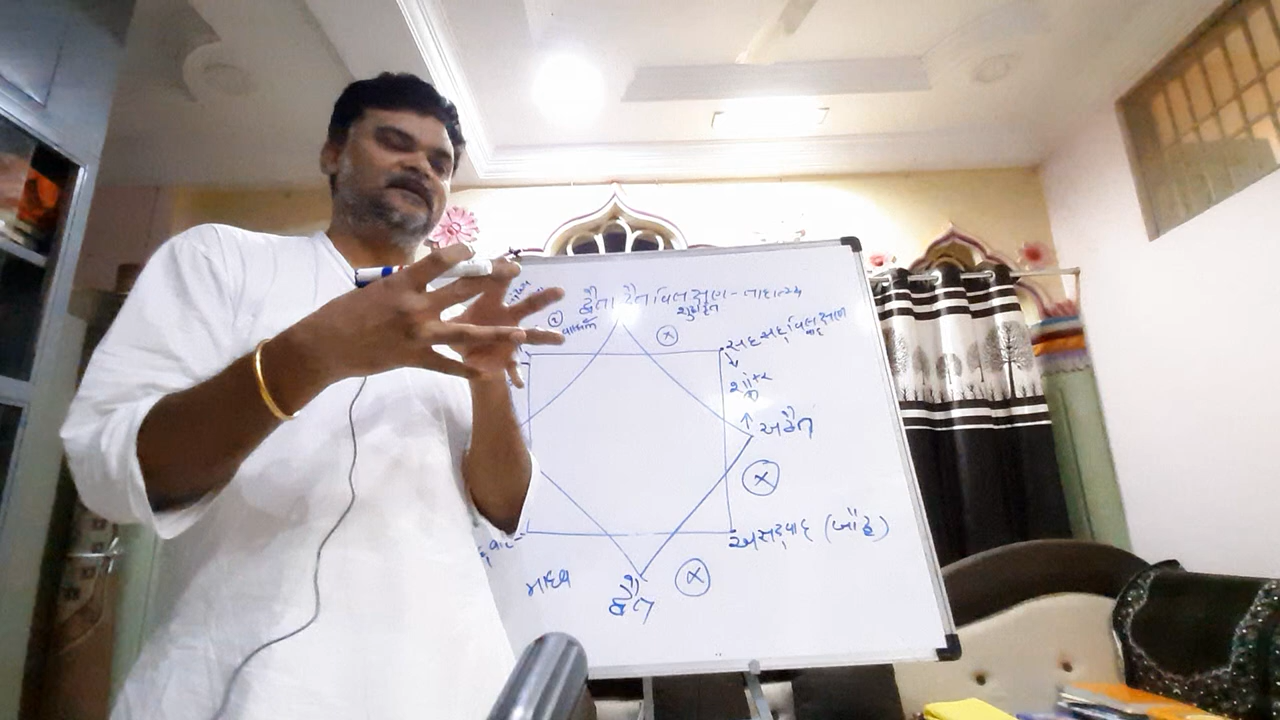 દ્વૈતાદ્વૈતવિલક્ષણ - તાદાત્મ્ય
શુદ્ધાદ્વૈત
સદસદ્વિલક્ષણ
વાદ
શાંકર
અદ્વૈત
અસદ્વાદ (બૌદ્ધ)
વાદ
માધ્વ
દ્વૈત